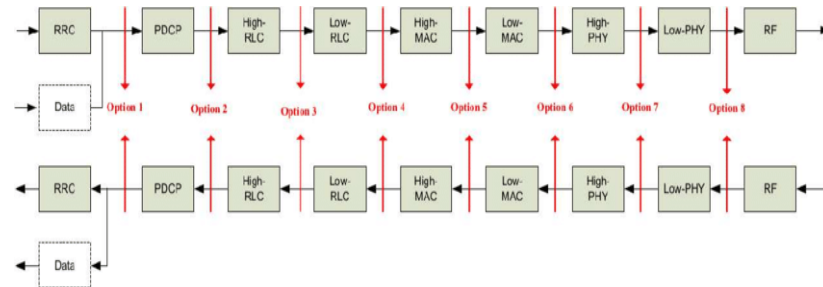 RRC
PDCP
High-
RLC
Low-
RLC
High-
MAC
Low-
MAC
High-
PHY
Low-PHY
RF
Data
Option 1
Option 2
Option 3
Option 4
Option 5
Option 6
Option 7
Option 8
RRC
PDCP
High-
RLC
Low-
RLC
High-
MAC
Low-
MAC
High-
PHY
Low-PHY
RF
Data